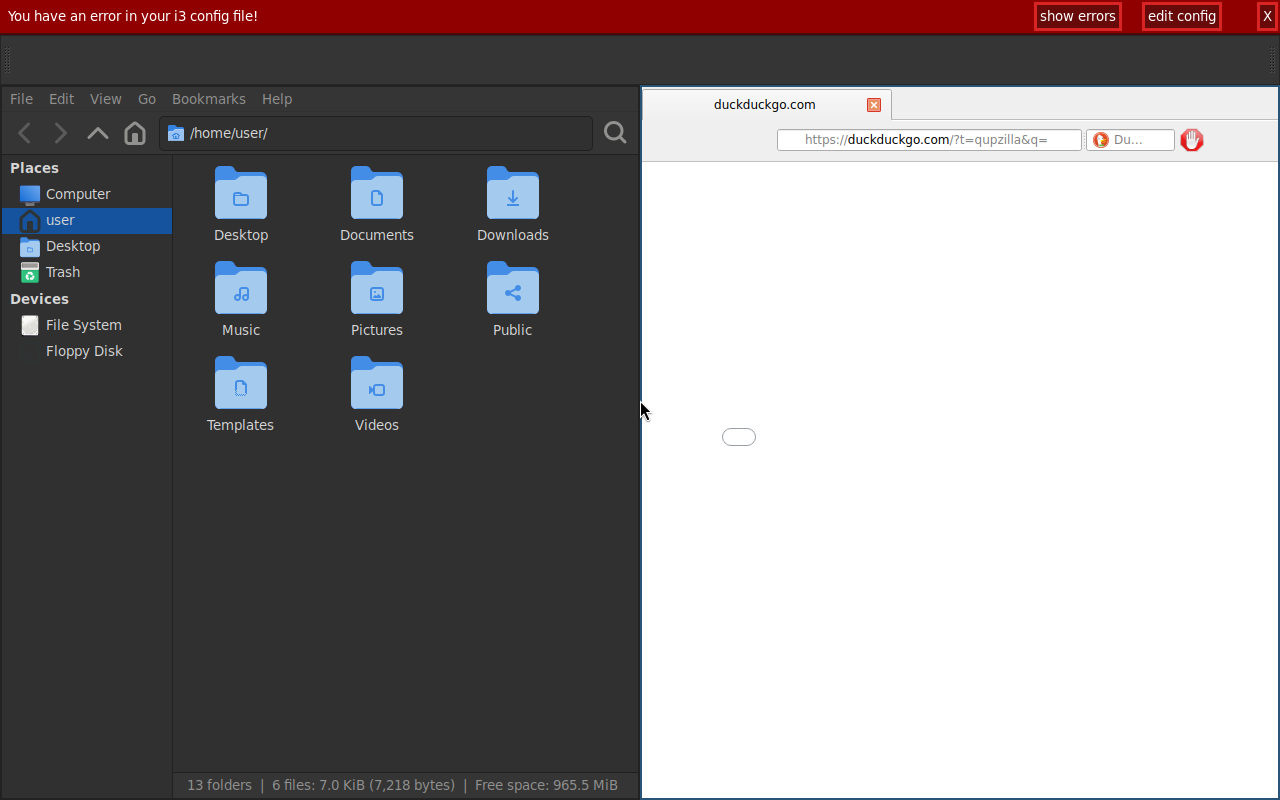 You have an error in your i3 config file!
show errors
edit config
X
File Edit View Go Bookmarks Help
/home/user/
Places
Computer
user
Desktop
Trash
Devices
File System
Floppy Disk
Desktop
Documents
Downloads
Music
Pictures
Public
Templates
Videos
13 folders | 6 files: 7.0 KiB (7,218 bytes) | Free space: 965.5 MiB
duckduckgo.com
https://duckduckgo.com/?t=qupzilla&q=
Du...